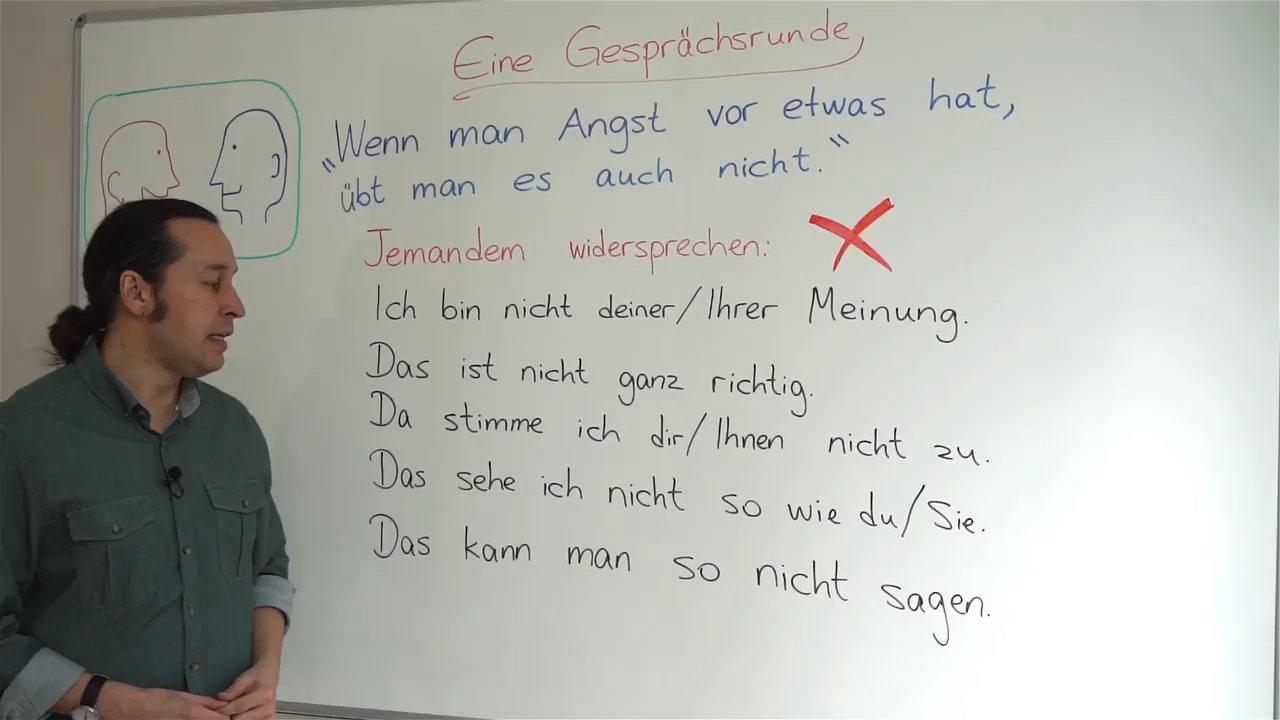 Eine Gesprächsrunde
„Wenn man Angst vor etwas hat,
übt man es auch nicht.“
Jemandem widersprechen:
Ich bin nicht deiner/Ihrer Meinung.
Das ist nicht ganz richtig.
Da stimme ich dir/Ihnen nicht zu.
Das sehe ich nicht so wie du/Sie.
Das kann man so nicht sagen.